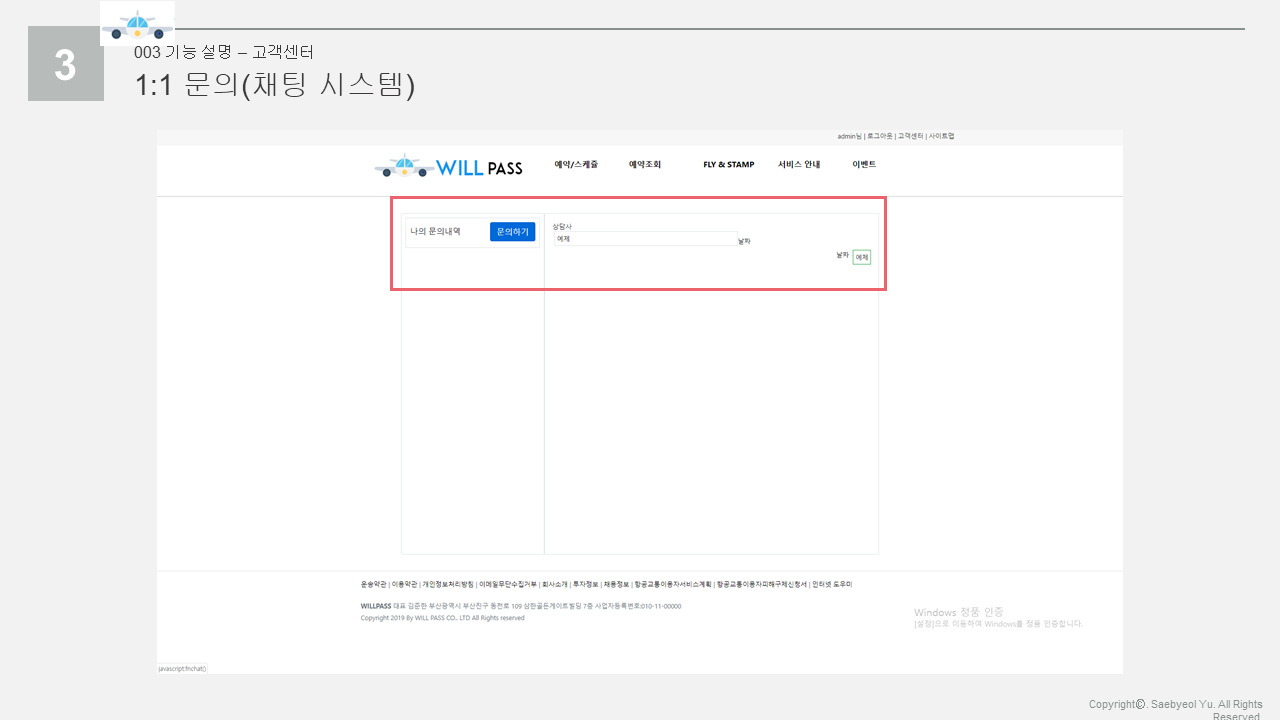 3
003 기능 설명 – 고객센터
1:1 문의(채팅 시스템)
admin님 | 로그아웃 | 고객센터 | 사이트맵
WILL PASS
예약/스케쥴 예약조회 FLY & STAMP 서비스 안내 이벤트
나의 문의내역 문의하기
상담사
예제 날짜
날짜 예제
운송약관 | 이용약관 | 개인정보처리방침 | 이메일무단수집거부 | 회사소개 | 투자정보 | 채용정보 | 항공교통이용자서비스계획 | 항공교통이용자피해구제신청서 | 인터넷 도우미
WILLPASS 대표 김준한 부산광역시 부산진구 동천로 109 삼한골든게이트빌딩 7층 사업자등록번호:010-11-00000
Copyright 2019 By WILL PASS CO., LTD All Rights reserved
Windows 정품 인증
[설정]으로 이동하여 Windows를 정품 인증합니다.
javascript:fnchat()
Copyright©. Saebyeol Yu. All Rights
Reserved.